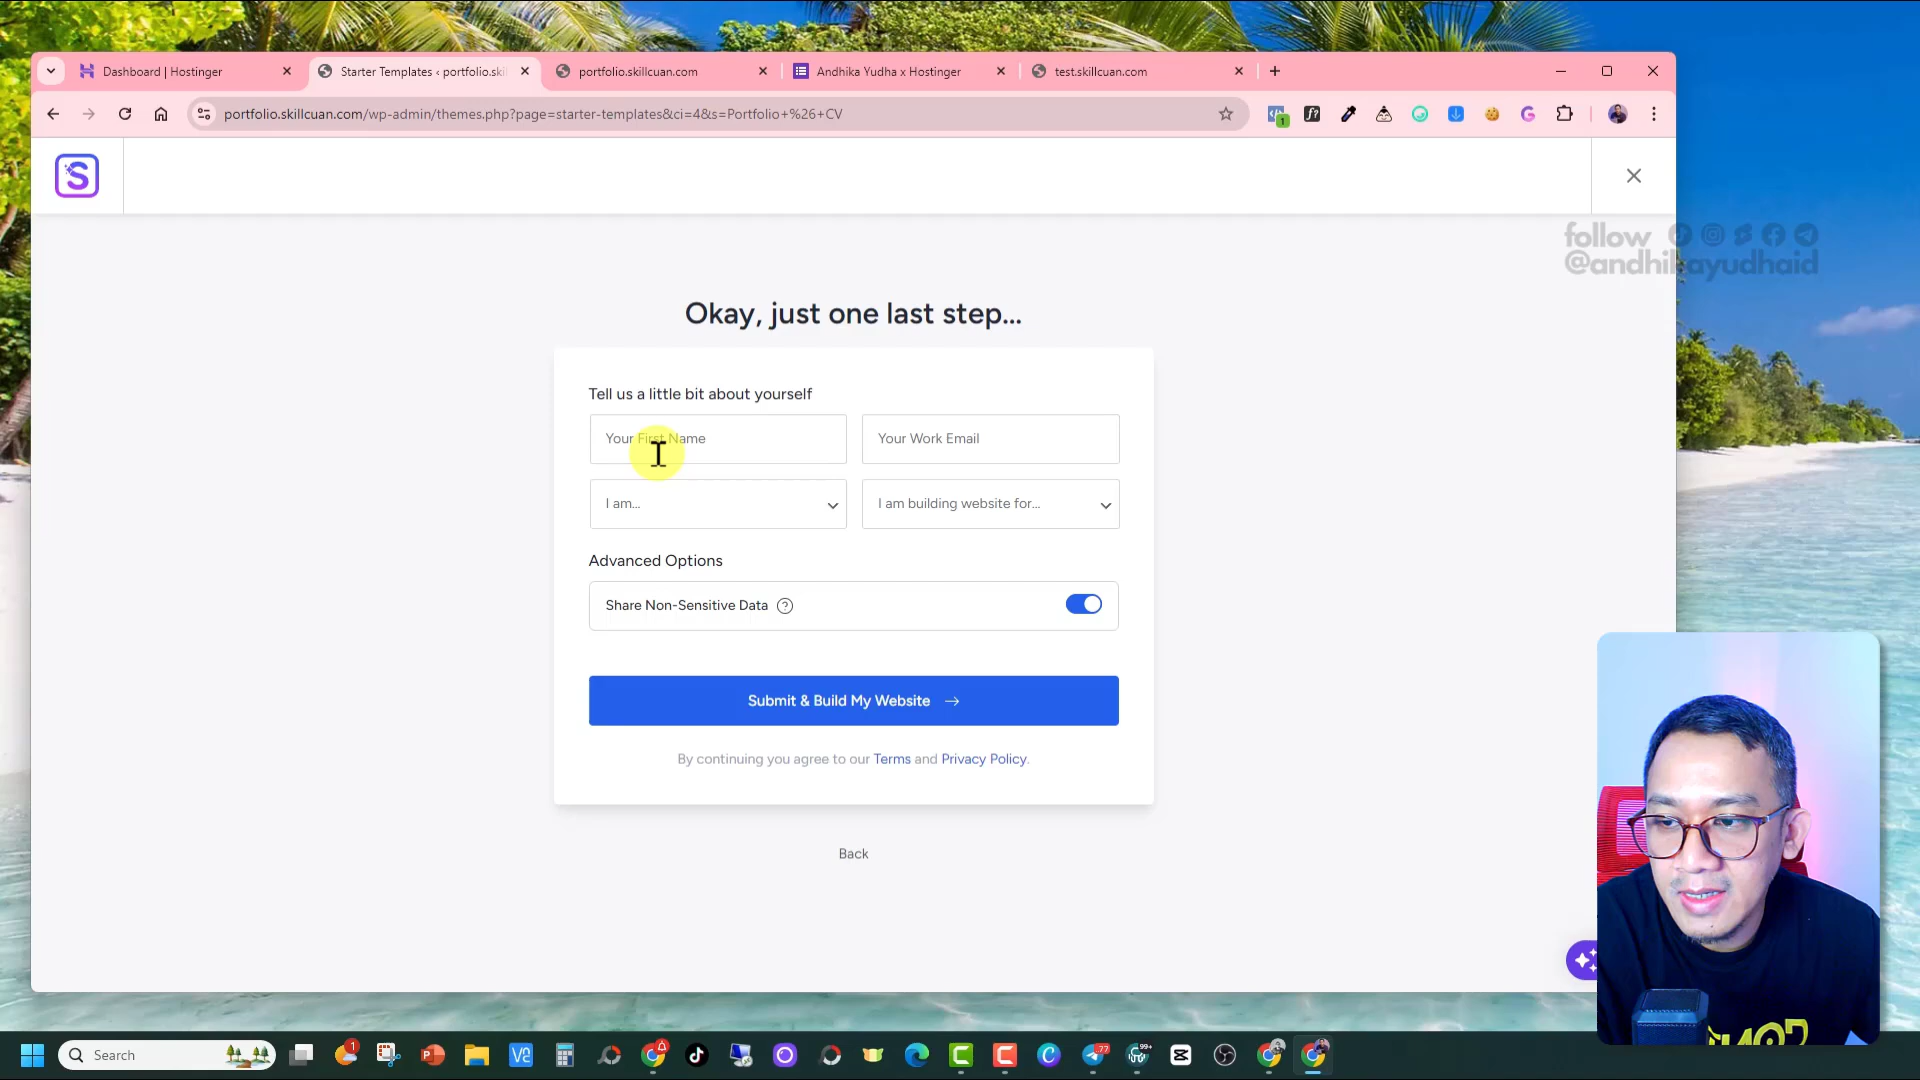 Dashboard | Hostinger
Starter Templates ‹ portfolio.skil
portfolio.skillcuan.com
Andhika Yudha x Hostinger
test.skillcuan.com
portfolio.skillcuan.com/wp-admin/themes.php?page=starter-templates&ci=4&s=Portfolio+%26+CV
1
S
follow
@andhikayudhaid
Okay, just one last step...
Tell us a little bit about yourself
Your First Name
Your Work Email
I am...
I am building website for...
Advanced Options
Share Non-Sensitive Data ?
Submit & Build My Website →
By continuing you agree to our Terms and Privacy Policy.
Back
Search
1
77
99+